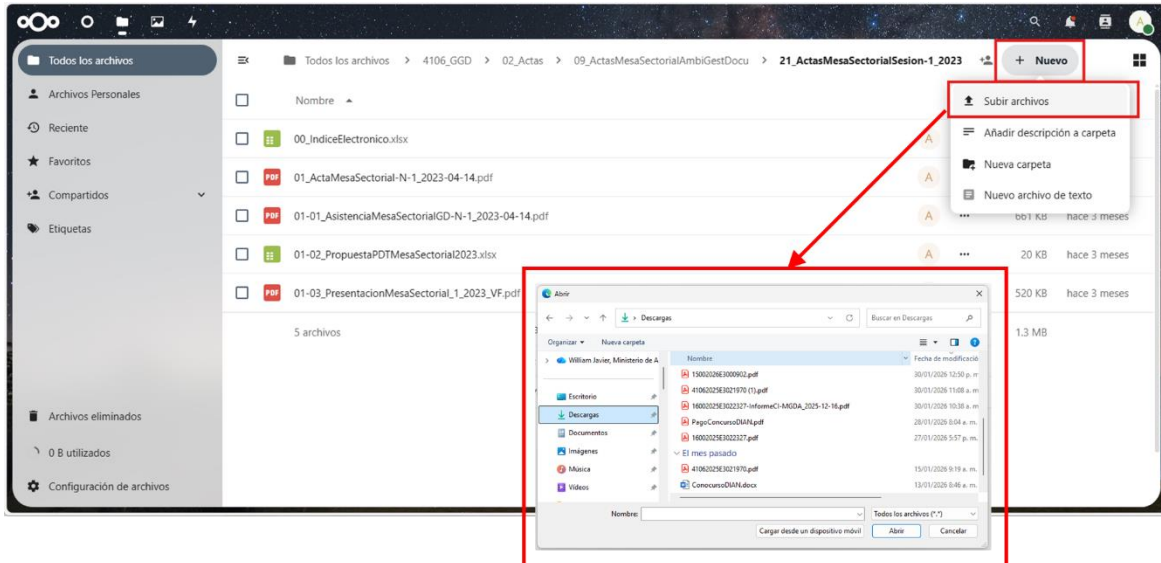 Todos los archivos
Archivos Personales
Reciente
Favoritos
Compartidos
Etiquetas
Archivos eliminados
0 B utilizados
Configuración de archivos
Todos los archivos > 4106_GGD > 02_Actas > 09_ActasMesaSectorialAmbiGestDocu > 21_ActasMesaSectorialSesion-1_2023
+ Nuevo
Subir archivos
Añadir descripción a carpeta
Nueva carpeta
Nuevo archivo de texto
Nombre
00_IndiceElectronico.xlsx A
PDF 01_ActaMesaSectorial-N-1_2023-04-14.pdf A
PDF 01-01_AsistenciaMesaSectorialGD-N-1_2023-04-14.pdf A ... 661 KB hace 3 meses
01-02_PropuestaPDTMesaSectorial2023.xlsx A ... 20 KB hace 3 meses
PDF 01-03_PresentacionMesaSectorial_1_2023_VF.pdf 520 KB hace 3 meses
5 archivos 1.3 MB
Abrir
> Descargas
Buscar en Descargas
Organizar Nueva carpeta
William Javier, Ministerio de A
Escritorio
Descargas
Documentos
Imágenes
Música
Vídeos
Nombre Fecha de modificació
15002026E3000902.pdf 30/01/2026 12:50 p. m
41062025E3021970 (1).pdf 30/01/2026 11:08 a. m
16002025E3022327-InformeCI-MGDA_2025-12-16.pdf 30/01/2026 10:38 a. m
PagoConcursoDIAN.pdf 28/01/2026 8:04 a. m.
16002025E3022327.pdf 27/01/2026 5:57 p. m.
El mes pasado
41062025E3021970.pdf 15/01/2026 9:19 a. m.
ConocursoDIAN.docx 13/01/2026 8:46 a. m.
Nombre: Todos los archivos (*.*)
Cargar desde un dispositivo móvil Abrir Cancelar